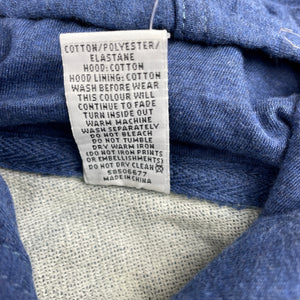 COTTON/POLYESTER/
ELASTANE
HOOD: COTTON
HOOD LINING: COTTON
WASH BEFORE WEAR
THIS COLOUR WILL
CONTINUE TO FADE
TURN INSIDE OUT
WARM MACHINE
WASH SEPARATELY
DO NOT BLEACH
DO NOT TUMBLE
DRY WARM IRON
(DO NOT IRON PRINTS
OR EMBELLISHMENTS)
DO NOT DRY CLEAN
SB506677
MADE IN CHINA